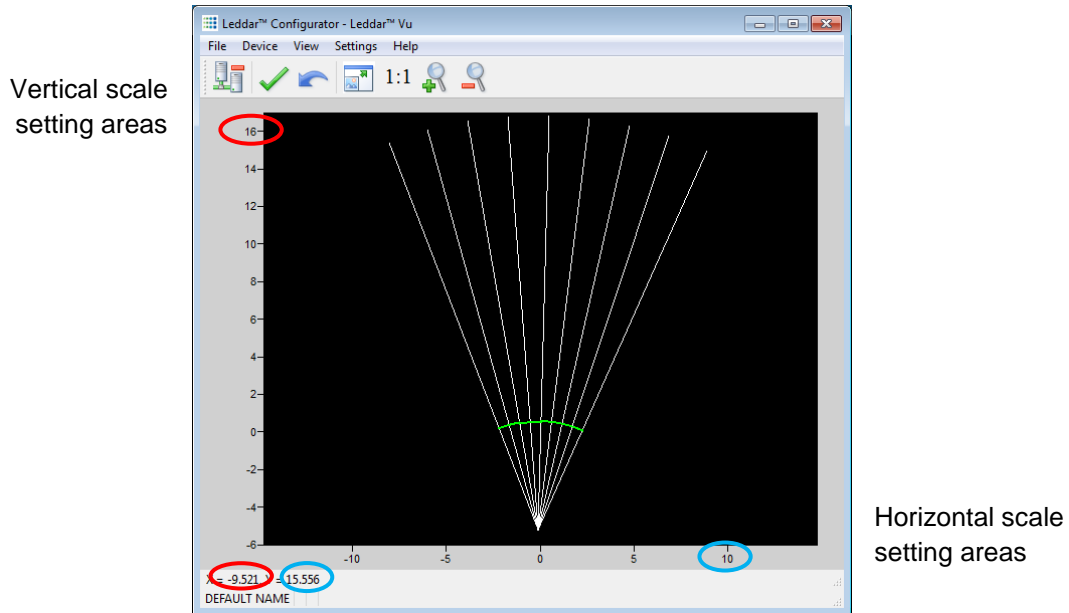 Leddar™ Configurator - Leddar™ Vu
File Device View Settings Help
1:1
Vertical scale
setting areas
16
14
12
10
8
6
4
2
0
-2
-4
-6
-10 -5 0 5 10
Horizontal scale
setting areas
X = -9.521, Y = 15.556
DEFAULT NAME